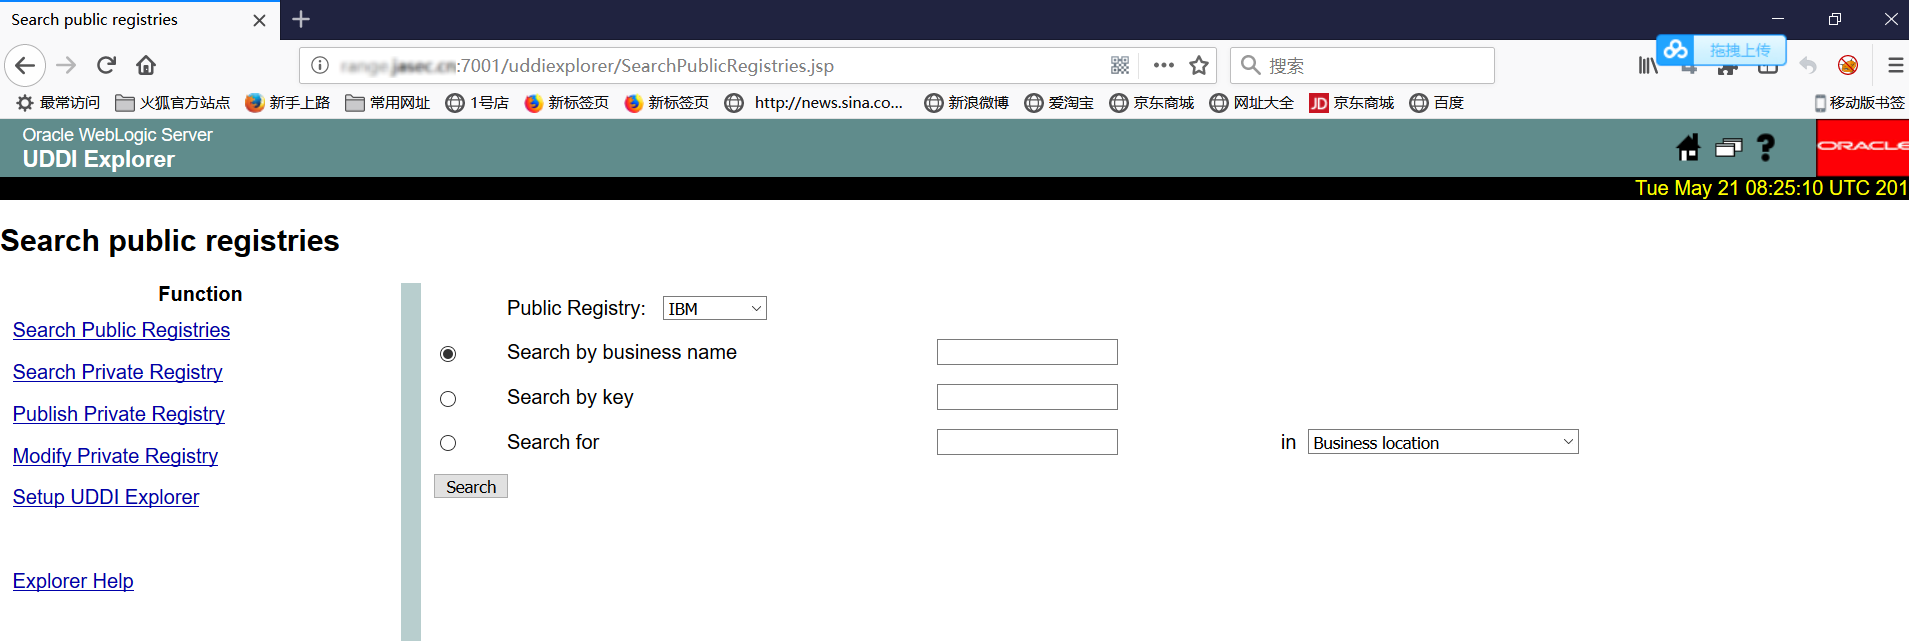 Search public registries
拖拽上传
jasec.cn:7001/uddiexplorer/SearchPublicRegistries.jsp
搜索
最常访问 火狐官方站点 新手上路 常用网址 1号店 新标签页 新标签页 http://news.sina.co... 新浪微博 爱淘宝 京东商城 网址大全 JD 京东商城 百度 移动版书签
Oracle WebLogic Server
UDDI Explorer
ORACLE
Tue May 21 08:25:10 UTC 201
Search public registries
Function
Search Public Registries
Search Private Registry
Publish Private Registry
Modify Private Registry
Setup UDDI Explorer
Explorer Help
Public Registry: IBM
Search by business name
Search by key
Search for in Business location
Search